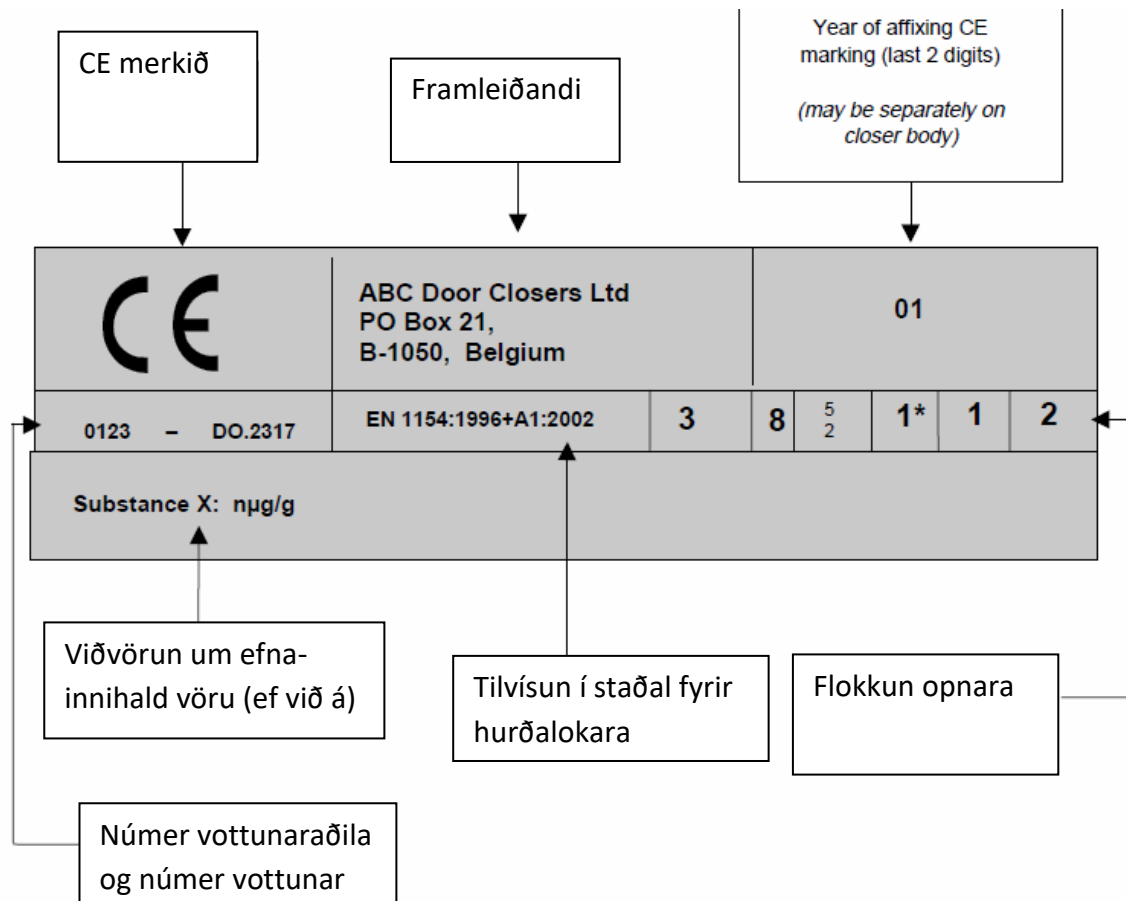 CE merkið
Framleiðandi
Year of affixing CE
marking (last 2 digits)
(may be separately on
closer body)
CE
ABC Door Closers Ltd
PO Box 21,
B-1050, Belgium
01
0123 – DO.2317
EN 1154:1996+A1:2002
3
8
5
2
1*
1
2
Substance X: nµg/g
Viðvörun um efna-
innihald vöru (ef við á)
Tilvísun í staðal fyrir
hurðalokara
Flokkun opnara
Númer vottunaraðila
og númer vottunar